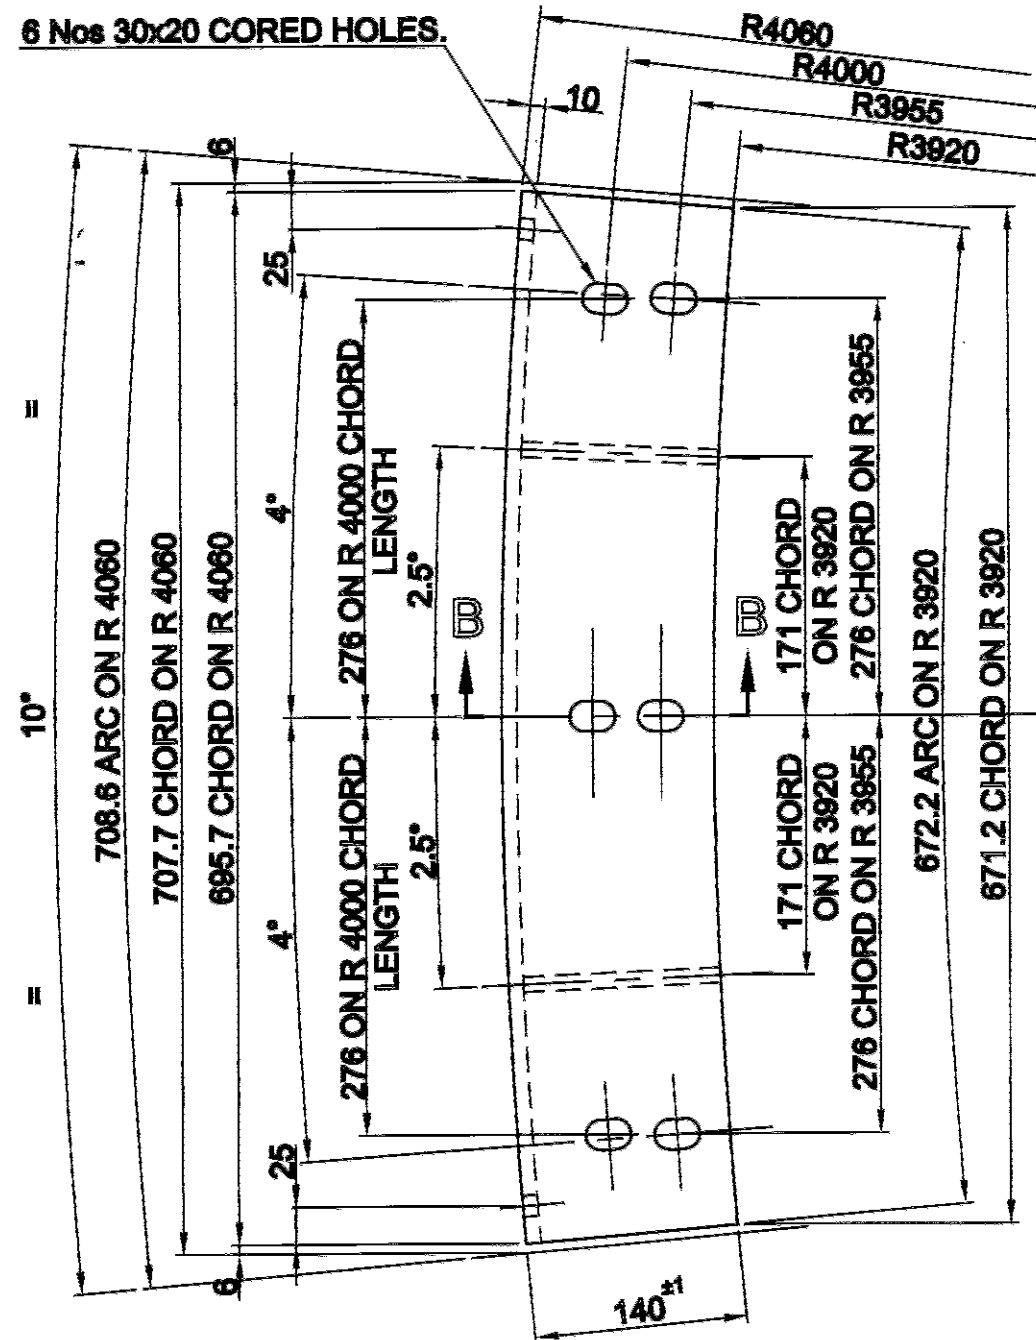 6 Nos 30x20 CORED HOLES.
R4060
R4000
R3955
R3920
10
6
25
=
10°
=
708.6 ARC ON R 4060
707.7 CHORD ON R 4060
695.7 CHORD ON R 4060
4°
4°
276 ON R 4000 CHORD
LENGTH
276 ON R 4000 CHORD
LENGTH
2.5°
2.5°
B
B
171 CHORD
ON R 3920
276 CHORD ON R 3955
171 CHORD
ON R 3920
276 CHORD ON R 3955
672.2 ARC ON R 3920
671.2 CHORD ON R 3920
25
6
140±1